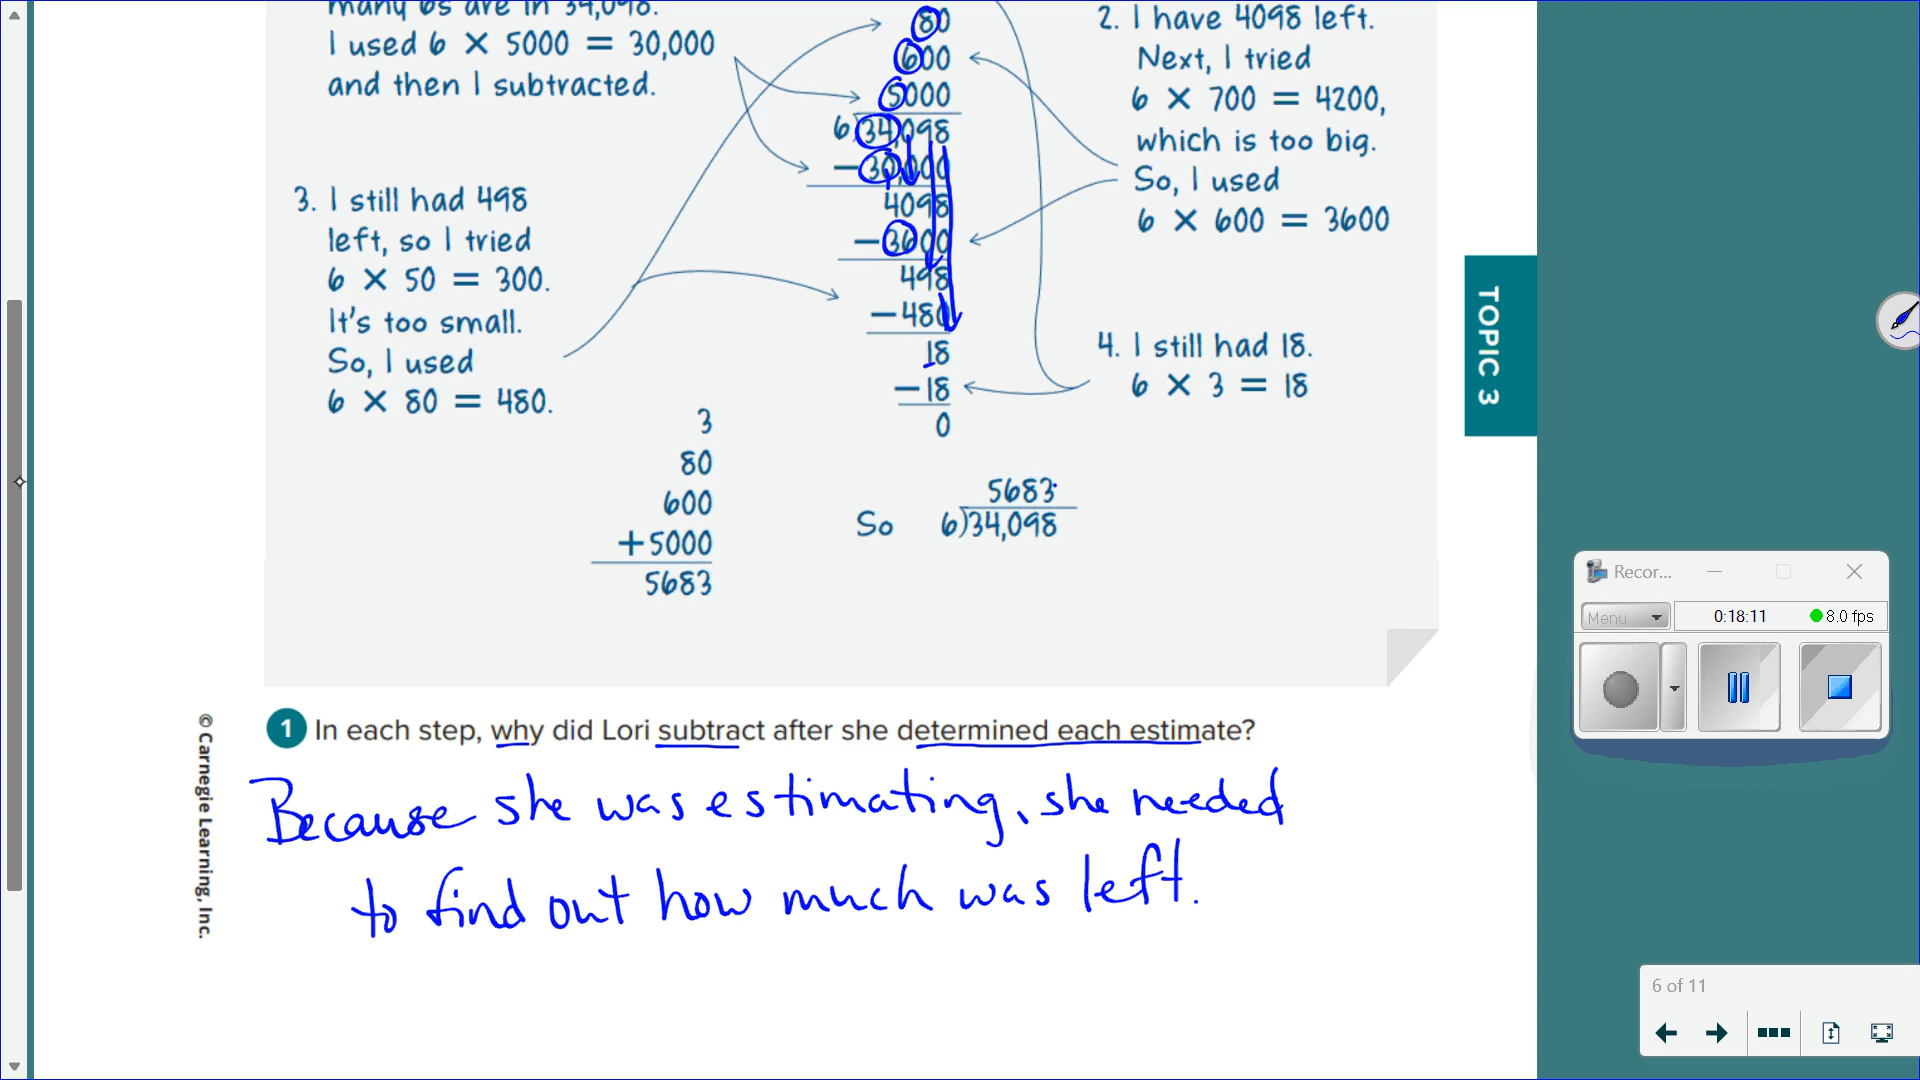 many 6s are in 34,098.
I used 6 × 5000 = 30,000
and then I subtracted.
3. I still had 498
left, so I tried
6 × 50 = 300.
It's too small.
So, I used
6 × 80 = 480.
80
600
5000
6)34,098
−30,000
4098
−3600
498
−480
18
−18
0
2. I have 4098 left.
Next, I tried
6 × 700 = 4200,
which is too big.
So, I used
6 × 600 = 3600
4. I still had 18.
6 × 3 = 18
3
80
600
+5000
5683
5683
So 6)34,098
TOPIC 3
1 In each step, why did Lori subtract after she determined each estimate?
Because she was estimating, she needed
to find out how much was left.
© Carnegie Learning, Inc.
Recor...
Menu 0:18:11 8.0 fps
6 of 11